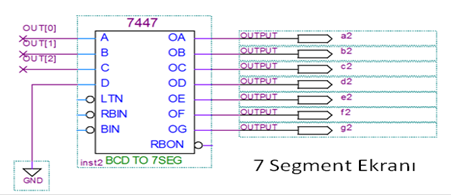 7447
OUT[0] A OA OUTPUT a2
OUT[1] B OB OUTPUT b2
OUT[2] C OC OUTPUT c2
D OD OUTPUT d2
LTN OE OUTPUT e2
RBIN OF OUTPUT f2
BIN OG OUTPUT g2
RBON
inst2 BCD TO 7SEG
GND
7 Segment Ekranı